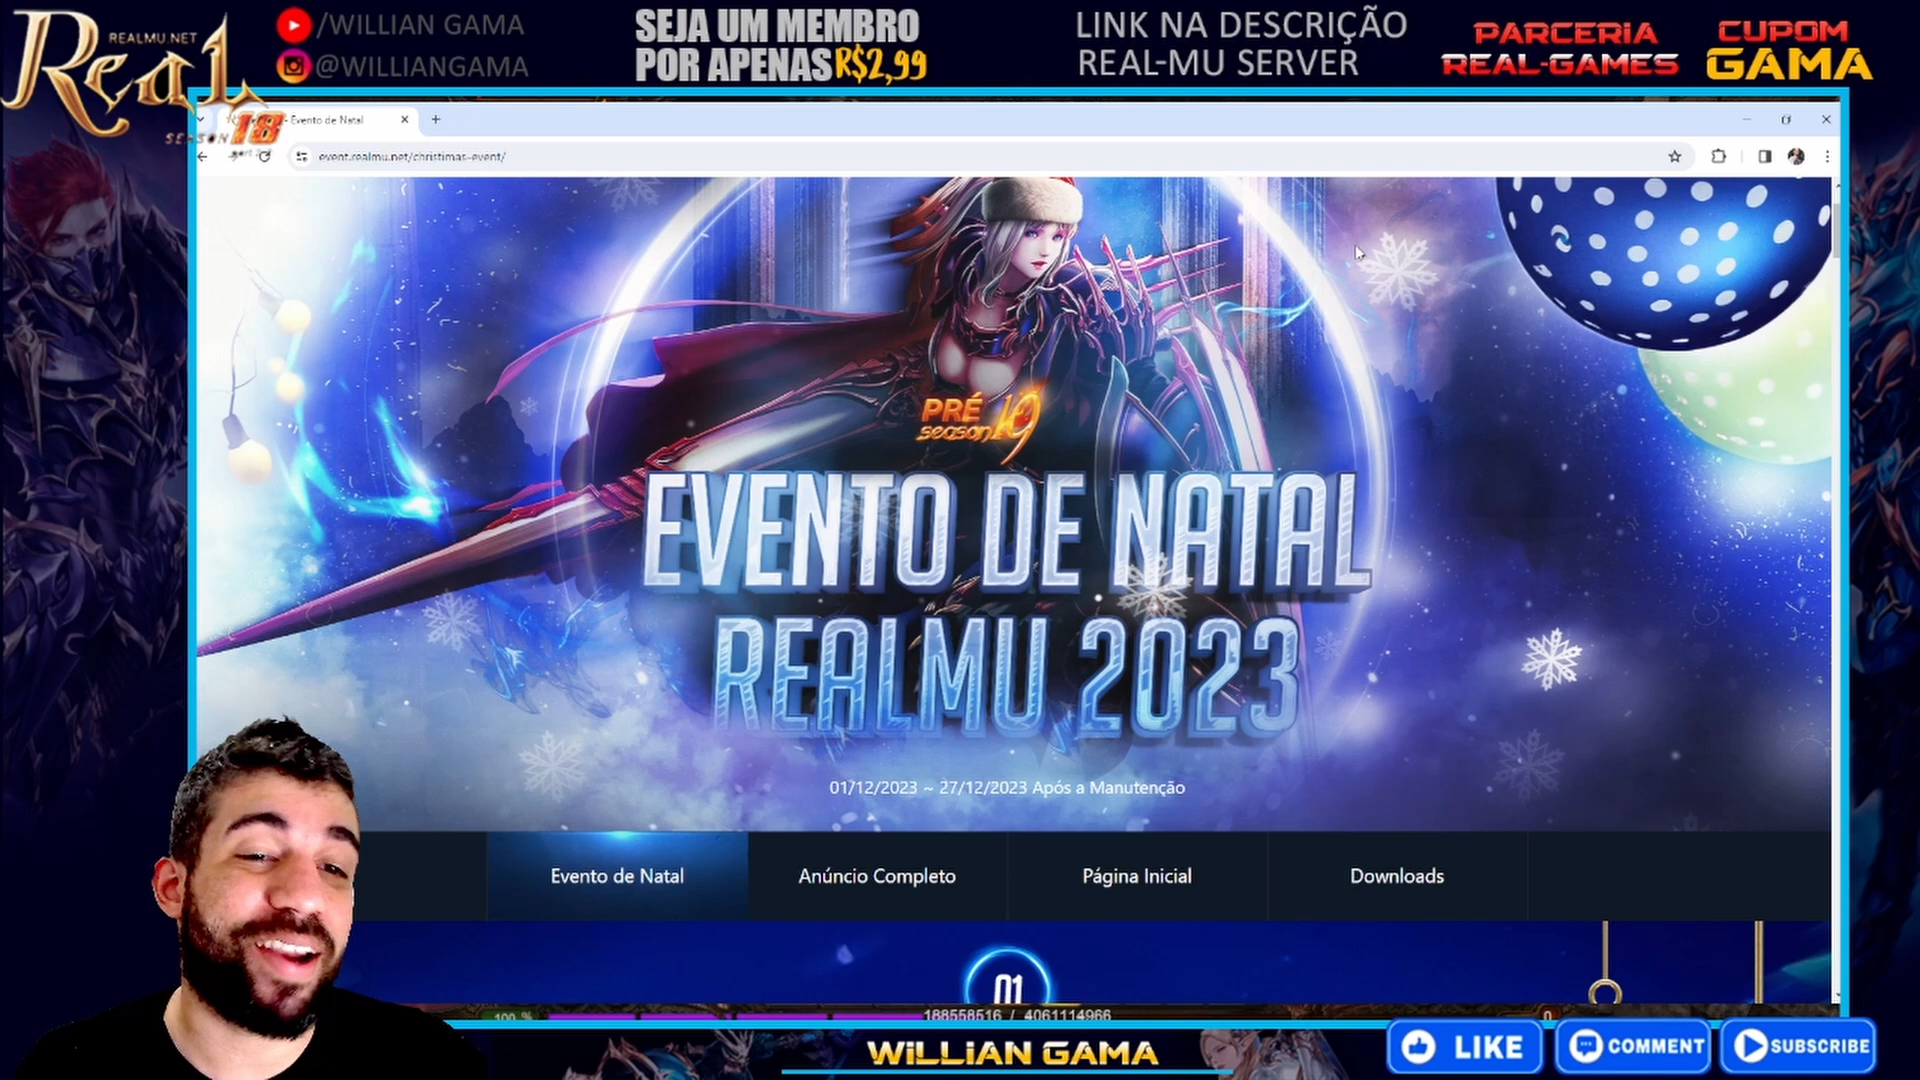 REALMU.NET
Real
SEASON 18
/WILLIAN GAMA
@WILLIANGAMA
SEJA UM MEMBRO
POR APENAS R$2,99
LINK NA DESCRIÇÃO
REAL-MU SERVER
PARCERIA
REAL-GAMES
CUPOM
GAMA
- Evento de Natal
event.realmu.net/christimas-event/
PRÉ
season 19
EVENTO DE NATAL
REALMU 2023
01/12/2023 ~ 27/12/2023 Após a Manutenção
Evento de Natal
Anúncio Completo
Página Inicial
Downloads
01
100 %
188558516 / 4061114966
0
WILLIAN GAMA
LIKE
COMMENT
SUBSCRIBE